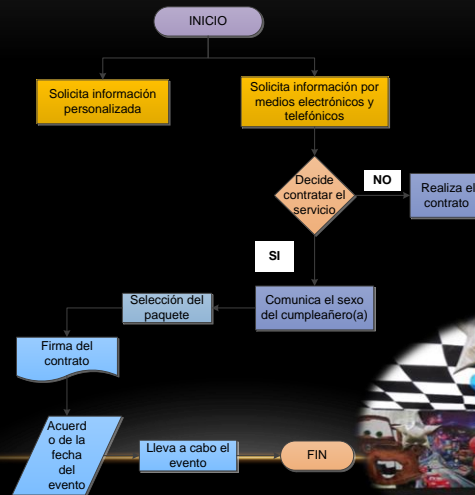 INICIO
Solicita información
personalizada
Solicita información por
medios electrónicos y
telefónicos
Decide
contratar el
servicio
NO
Realiza el
contrato
SI
Comunica el sexo
del cumpleañero(a)
Selección del
paquete
Firma del
contrato
Acuerd
o de la
fecha
del
evento
Lleva a cabo el
evento
FIN